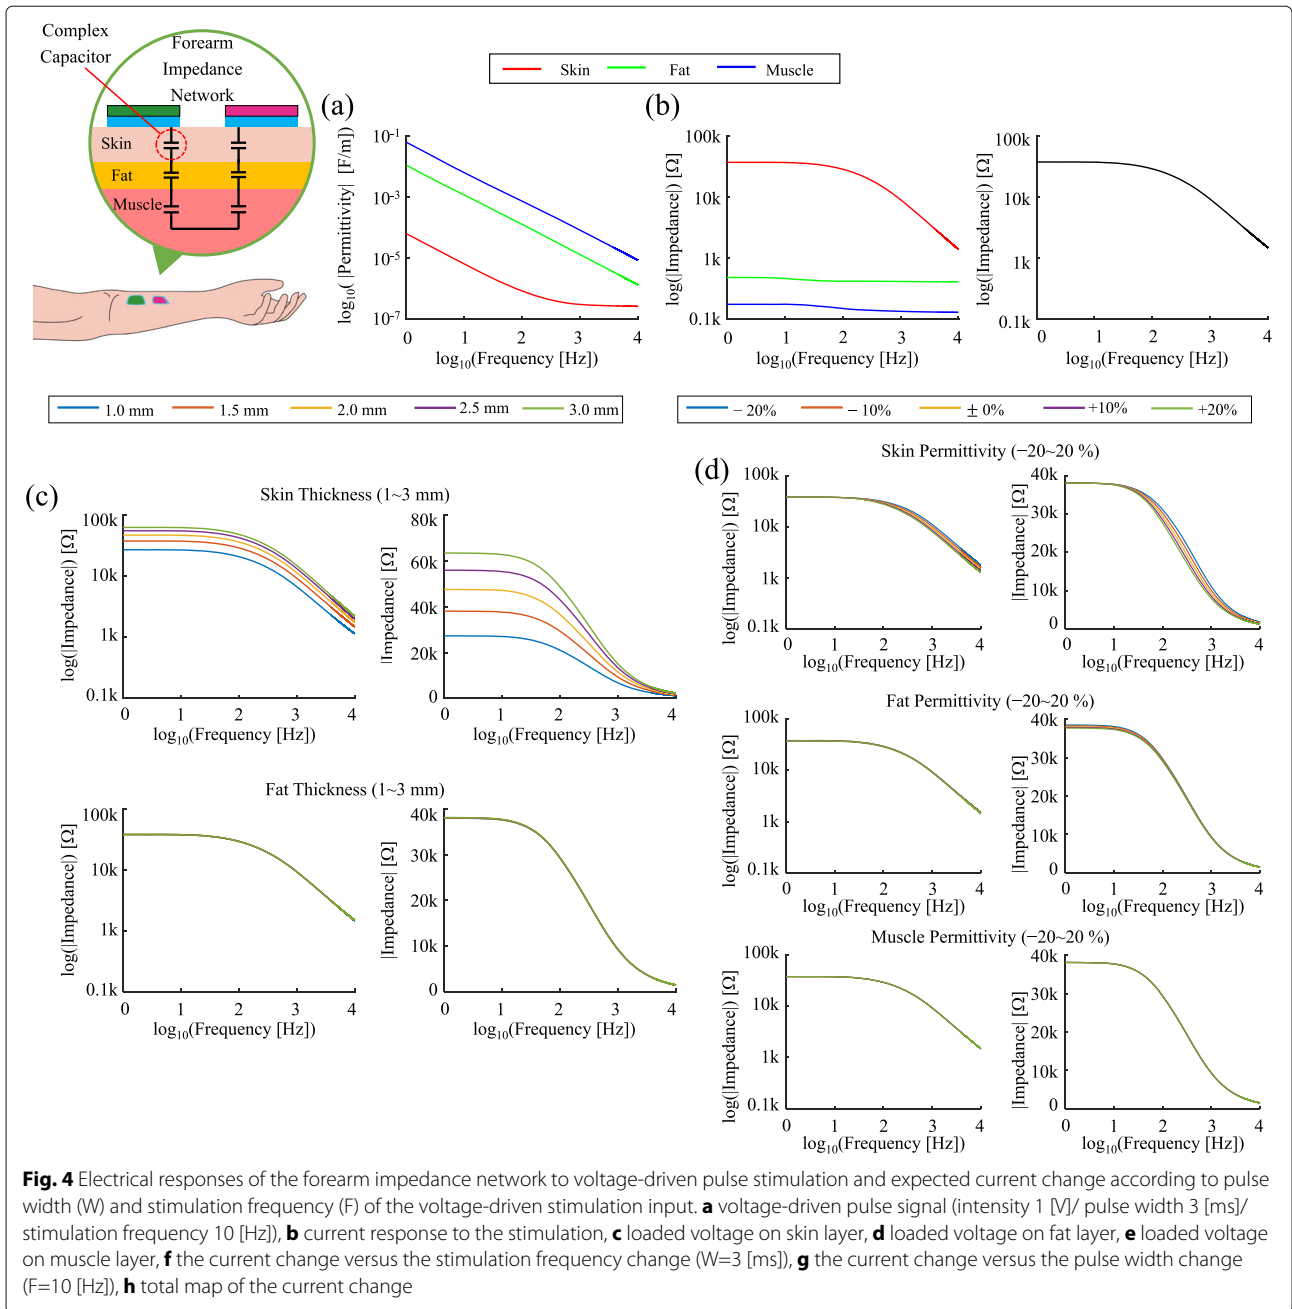 Complex
Capacitor
Forearm
Impedance
Network
Skin
Fat
Muscle
Skin Fat Muscle
(a)
log10(|Permittivity| [F/m])
10-1
10-3
10-5
10-7
0 1 2 3 4
log10(Frequency [Hz])
(b)
log(|Impedance|) [Ω]
100k
10k
1k
0.1k
0 1 2 3 4
log10(Frequency [Hz])
log(|Impedance|) [Ω]
100k
10k
1k
0.1k
0 1 2 3 4
log10(Frequency [Hz])
1.0 mm 1.5 mm 2.0 mm 2.5 mm 3.0 mm
(c)
Skin Thickness (1~3 mm)
log(|Impedance|) [Ω]
100k
10k
1k
0.1k
0 1 2 3 4
log10(Frequency [Hz])
|Impedance| [Ω]
80k
60k
40k
20k
0
0 1 2 3 4
log10(Frequency [Hz])
Fat Thickness (1~3 mm)
log(|Impedance|) [Ω]
100k
10k
1k
0.1k
0 1 2 3 4
log10(Frequency [Hz])
|Impedance| [Ω]
40k
30k
20k
10k
0
0 1 2 3 4
log10(Frequency [Hz])
−20% −10% ±0% +10% +20%
(d)
Skin Permittivity (−20~20 %)
log(|Impedance|) [Ω]
100k
10k
1k
0.1k
0 1 2 3 4
log10(Frequency [Hz])
|Impedance| [Ω]
40k
30k
20k
10k
0
0 1 2 3 4
log10(Frequency [Hz])
Fat Permittivity (−20~20 %)
log(|Impedance|) [Ω]
100k
10k
1k
0.1k
0 1 2 3 4
log10(Frequency [Hz])
|Impedance| [Ω]
40k
30k
20k
10k
0
0 1 2 3 4
log10(Frequency [Hz])
Muscle Permittivity (−20~20 %)
log(|Impedance|) [Ω]
100k
10k
1k
0.1k
0 1 2 3 4
log10(Frequency [Hz])
|Impedance| [Ω]
40k
30k
20k
10k
0
0 1 2 3 4
log10(Frequency [Hz])
Fig. 4 Electrical responses of the forearm impedance network to voltage-driven pulse stimulation and expected current change according to pulse
width (W) and stimulation frequency (F) of the voltage-driven stimulation input. a voltage-driven pulse signal (intensity 1 [V]/ pulse width 3 [ms]/
stimulation frequency 10 [Hz]), b current response to the stimulation, c loaded voltage on skin layer, d loaded voltage on fat layer, e loaded voltage
on muscle layer, f the current change versus the stimulation frequency change (W=3 [ms]), g the current change versus the pulse width change
(F=10 [Hz]), h total map of the current change